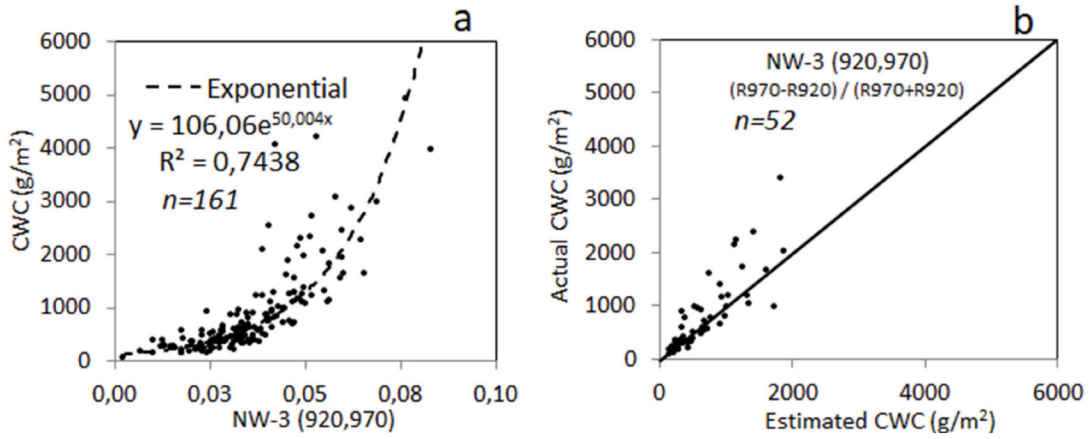 a
CWC (g/m²)
6000
5000
4000
3000
2000
1000
0
Exponential
y = 106,06e^50,004x
R² = 0,7438
n=161
0,00
0,03
0,05
0,08
0,10
NW-3 (920,970)
b
Actual CWC (g/m²)
6000
5000
4000
3000
2000
1000
0
NW-3 (920,970)
(R970-R920) / (R970+R920)
n=52
0
2000
4000
6000
Estimated CWC (g/m²)